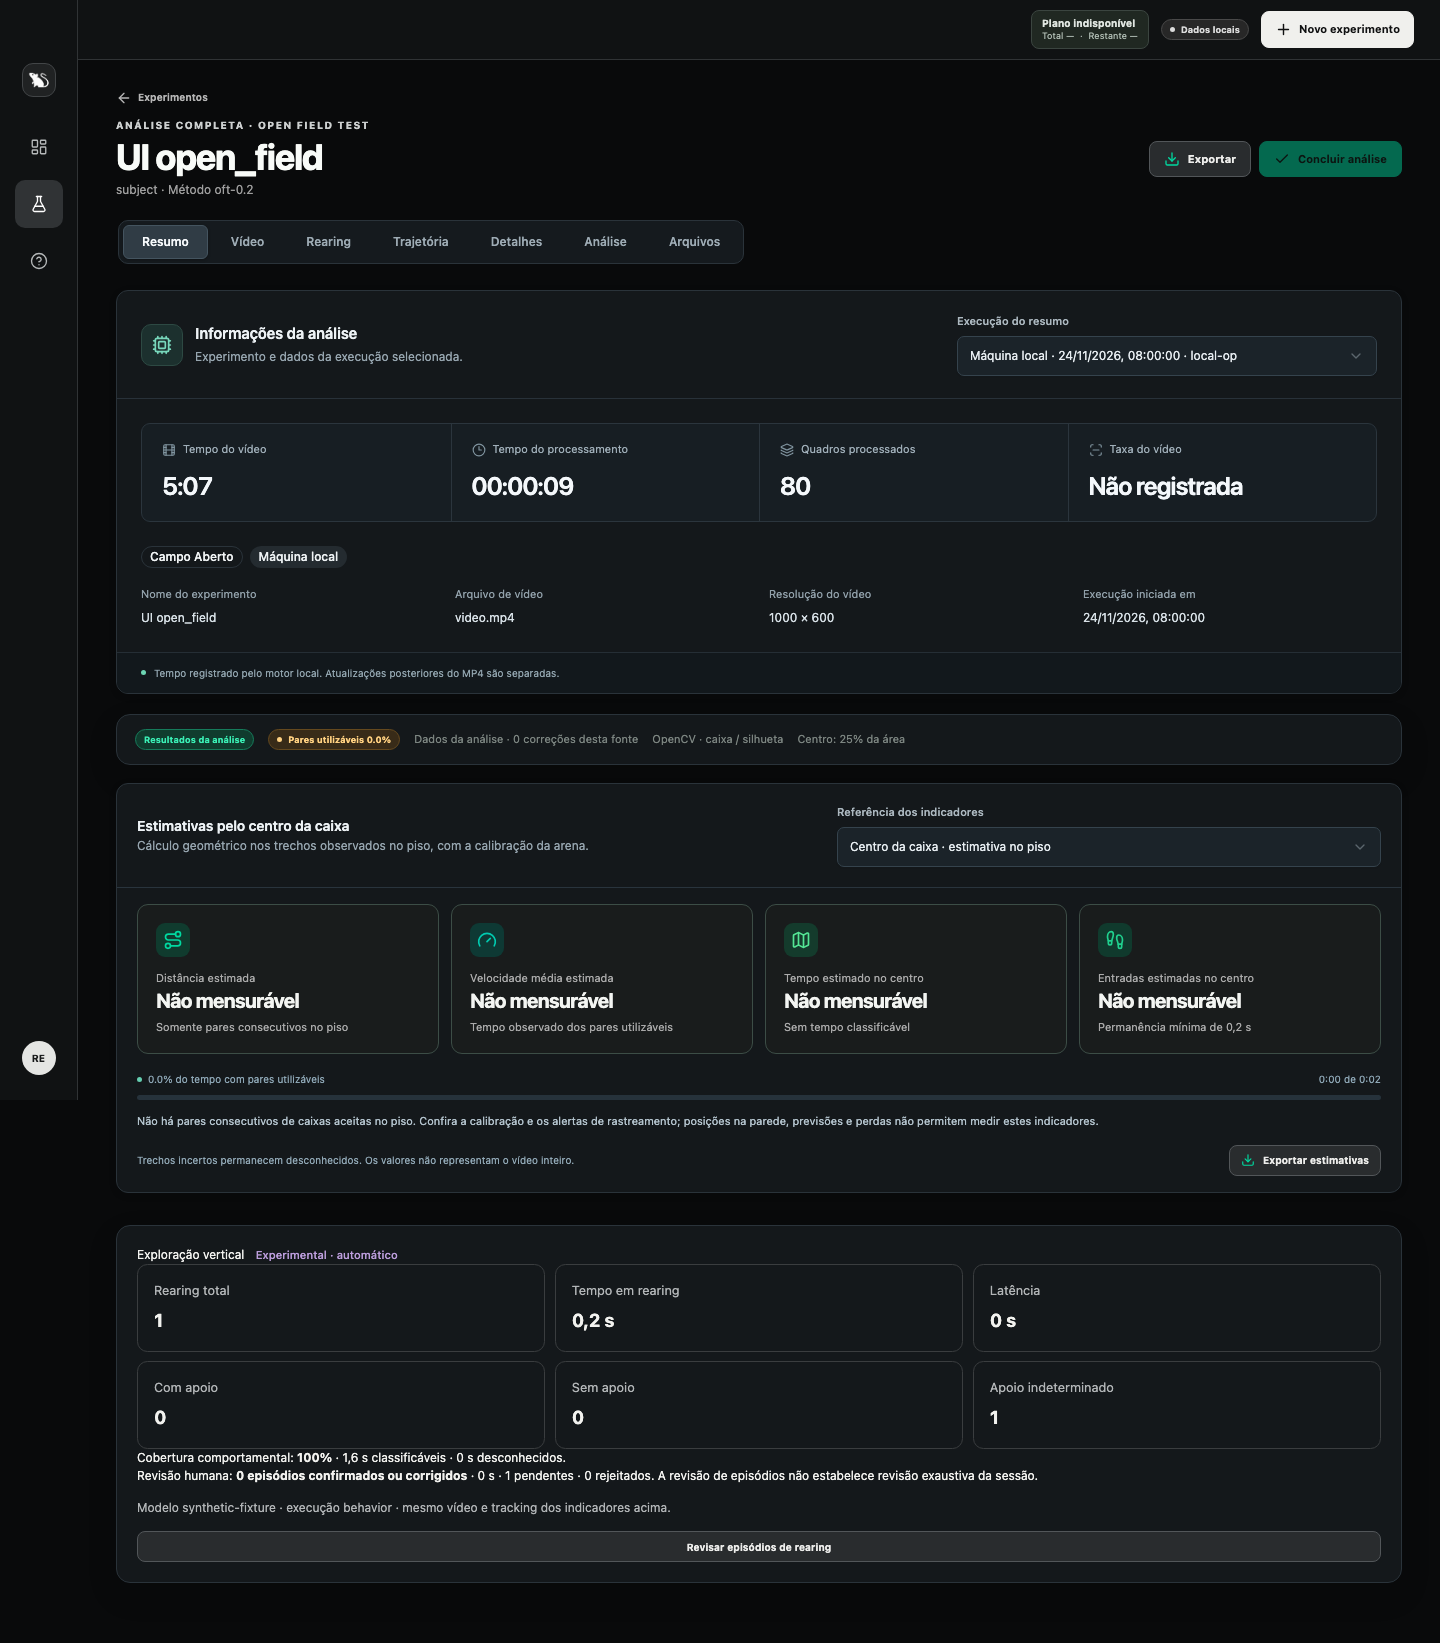 Plano indisponível
Total — · Restante —
Dados locais
Novo experimento
Experimentos
ANÁLISE COMPLETA · OPEN FIELD TEST
UI open_field
subject · Método oft-0.2
Exportar
Concluir análise
Resumo
Vídeo
Rearing
Trajetória
Detalhes
Análise
Arquivos
Informações da análise
Experimento e dados da execução selecionada.
Execução do resumo
Máquina local · 24/11/2026, 08:00:00 · local-op
Tempo do vídeo
5:07
Tempo do processamento
00:00:09
Quadros processados
80
Taxa do vídeo
Não registrada
Campo Aberto
Máquina local
Nome do experimento
UI open_field
Arquivo de vídeo
video.mp4
Resolução do vídeo
1000 × 600
Execução iniciada em
24/11/2026, 08:00:00
Tempo registrado pelo motor local. Atualizações posteriores do MP4 são separadas.
Resultados da análise
Pares utilizáveis 0.0%
Dados da análise · 0 correções desta fonte
OpenCV · caixa / silhueta
Centro: 25% da área
Estimativas pelo centro da caixa
Cálculo geométrico nos trechos observados no piso, com a calibração da arena.
Referência dos indicadores
Centro da caixa · estimativa no piso
Distância estimada
Não mensurável
Somente pares consecutivos no piso
Velocidade média estimada
Não mensurável
Tempo observado dos pares utilizáveis
Tempo estimado no centro
Não mensurável
Sem tempo classificável
Entradas estimadas no centro
Não mensurável
Permanência mínima de 0,2 s
0.0% do tempo com pares utilizáveis
0:00 de 0:02
Não há pares consecutivos de caixas aceitas no piso. Confira a calibração e os alertas de rastreamento; posições na parede, previsões e perdas não permitem medir estes indicadores.
Trechos incertos permanecem desconhecidos. Os valores não representam o vídeo inteiro.
Exportar estimativas
RE
Exploração vertical
Experimental · automático
Rearing total
1
Tempo em rearing
0,2 s
Latência
0 s
Com apoio
0
Sem apoio
0
Apoio indeterminado
1
Cobertura comportamental: 100% · 1,6 s classificáveis · 0 s desconhecidos.
Revisão humana: 0 episódios confirmados ou corrigidos · 0 s · 1 pendentes · 0 rejeitados. A revisão de episódios não estabelece revisão exaustiva da sessão.
Modelo synthetic-fixture · execução behavior · mesmo vídeo e tracking dos indicadores acima.
Revisar episódios de rearing